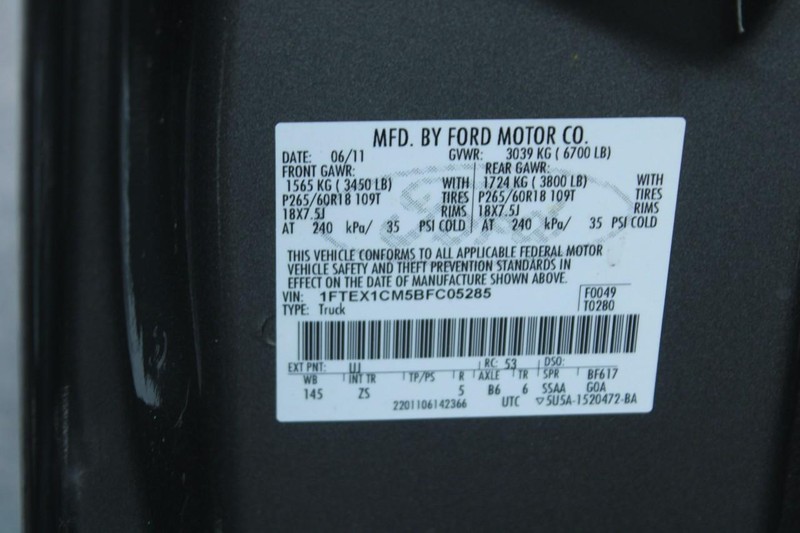 MFD. BY FORD MOTOR CO.
DATE: 06/11 GVWR: 3039 KG ( 6700 LB)
FRONT GAWR: REAR GAWR:
1565 KG ( 3450 LB) WITH 1724 KG ( 3800 LB) WITH
P265/60R18 109T TIRES P265/60R18 109T TIRES
18X7.5J RIMS 18X7.5J RIMS
AT 240 kPa/ 35 PSI COLD AT 240 kPa/ 35 PSI COLD
Ford
THIS VEHICLE CONFORMS TO ALL APPLICABLE FEDERAL MOTOR
VEHICLE SAFETY AND THEFT PREVENTION STANDARDS IN
EFFECT ON THE DATE OF MANUFACTURE SHOWN ABOVE.
VIN: 1FTEX1CM5BFC05285 F0049
TYPE: Truck T0280
EXT PNT: UJ RC: 53 DSO:
WB INT TR TP/PS R AXLE TR SPR BF617
145 ZS 5 B6 6 SSAA GOA
2201106142366 UTC ▽5U5A-1520472-BA